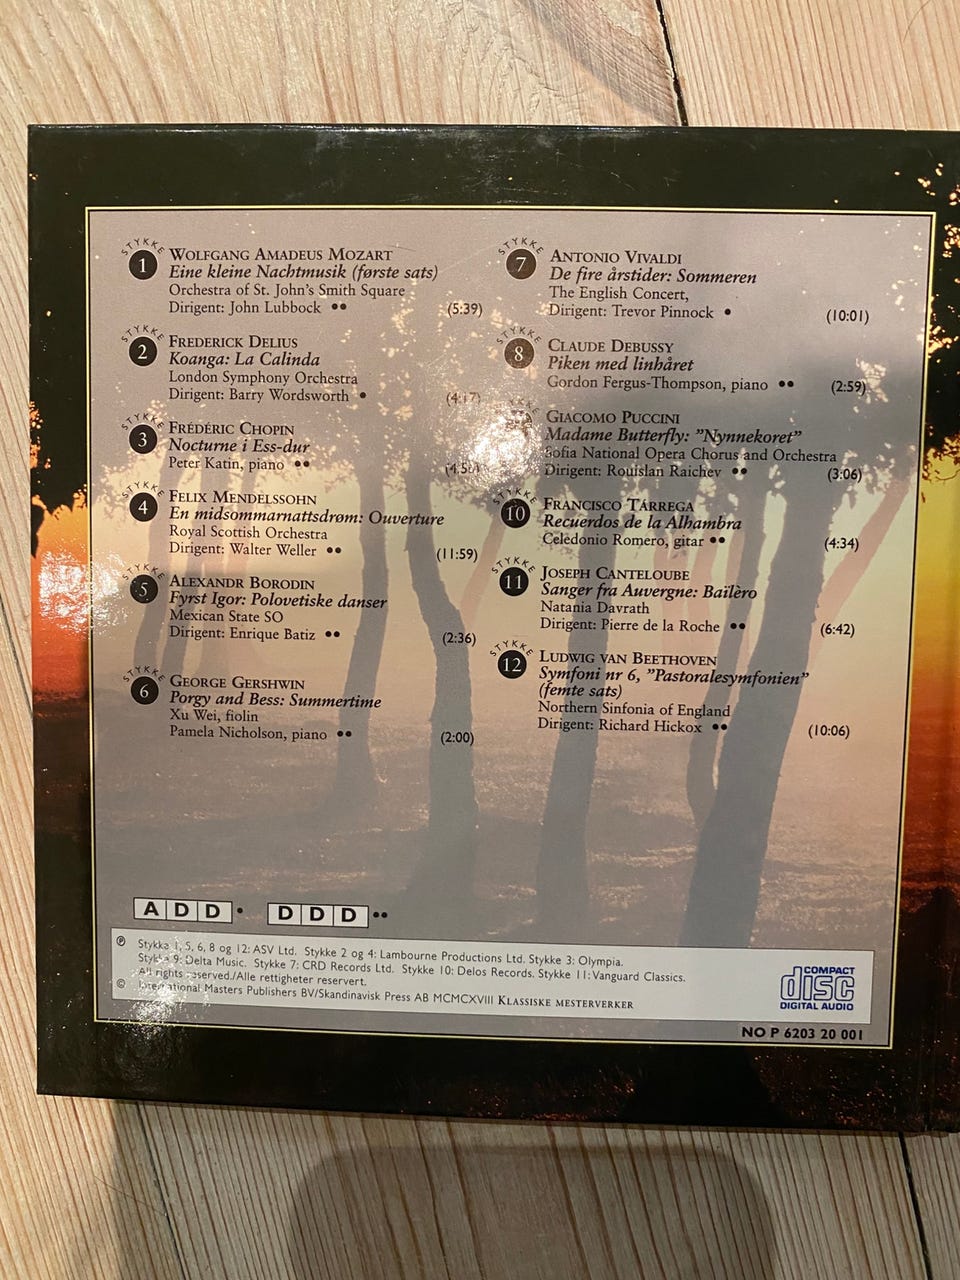 STYKKE
1
WOLFGANG AMADEUS MOZART
Eine kleine Nachtmusik (første sats)
Orchestra of St. John's Smith Square
Dirigent: John Lubbock •• (5:39)
STYKKE
2
FREDERICK DELIUS
Koanga: La Calinda
London Symphony Orchestra
Dirigent: Barry Wordsworth • (4:17)
STYKKE
3
FRÉDÉRIC CHOPIN
Nocturne i Ess-dur
Peter Katin, piano ••
STYKKE
4
FELIX MENDELSSOHN
En midsommarnattsdrøm: Ouverture
Royal Scottish Orchestra
Dirigent: Walter Weller •• (11:59)
STYKKE
5
ALEXANDR BORODIN
Fyrst Igor: Polovetiske danser
Mexican State SO
Dirigent: Enrique Batiz •• (2:36)
STYKKE
6
GEORGE GERSHWIN
Porgy and Bess: Summertime
Xu Wei, fiolin
Pamela Nicholson, piano •• (2:00)
STYKKE
7
ANTONIO VIVALDI
De fire årstider: Sommeren
The English Concert,
Dirigent: Trevor Pinnock • (10:01)
STYKKE
8
CLAUDE DEBUSSY
Piken med linhåret
Gordon Fergus-Thompson, piano •• (2:59)
GIACOMO PUCCINI
Madame Butterfly: ”Nynnekoret”
Sofia National Opera Chorus and Orchestra
Dirigent: Rouislan Raichev •• (3:06)
STYKKE
10
FRANCISCO TÁRREGA
Recuerdos de la Alhambra
Celedonio Romero, gitar •• (4:34)
STYKKE
11
JOSEPH CANTELOUBE
Sanger fra Auvergne: Baïlèro
Natania Davrath
Dirigent: Pierre de la Roche •• (6:42)
STYKKE
12
LUDWIG VAN BEETHOVEN
Symfoni nr 6, ”Pastoralesymfonien”
(femte sats)
Northern Sinfonia of England
Dirigent: Richard Hickox •• (10:06)
ADD • DDD ••
℗ Stykke 1, 5, 6, 8 og 12: ASV Ltd. Stykke 2 og 4: Lambourne Productions Ltd. Stykke 3: Olympia.
Stykke 9: Delta Music. Stykke 7: CRD Records Ltd. Stykke 10: Delos Records. Stykke 11: Vanguard Classics.
All rights reserved./Alle rettigheter reservert.
© International Masters Publishers BV/Skandinavisk Press AB MCMCXVIII KLASSISKE MESTERVERKER
COMPACT
disc
DIGITAL AUDIO
NO P 6203 20 001